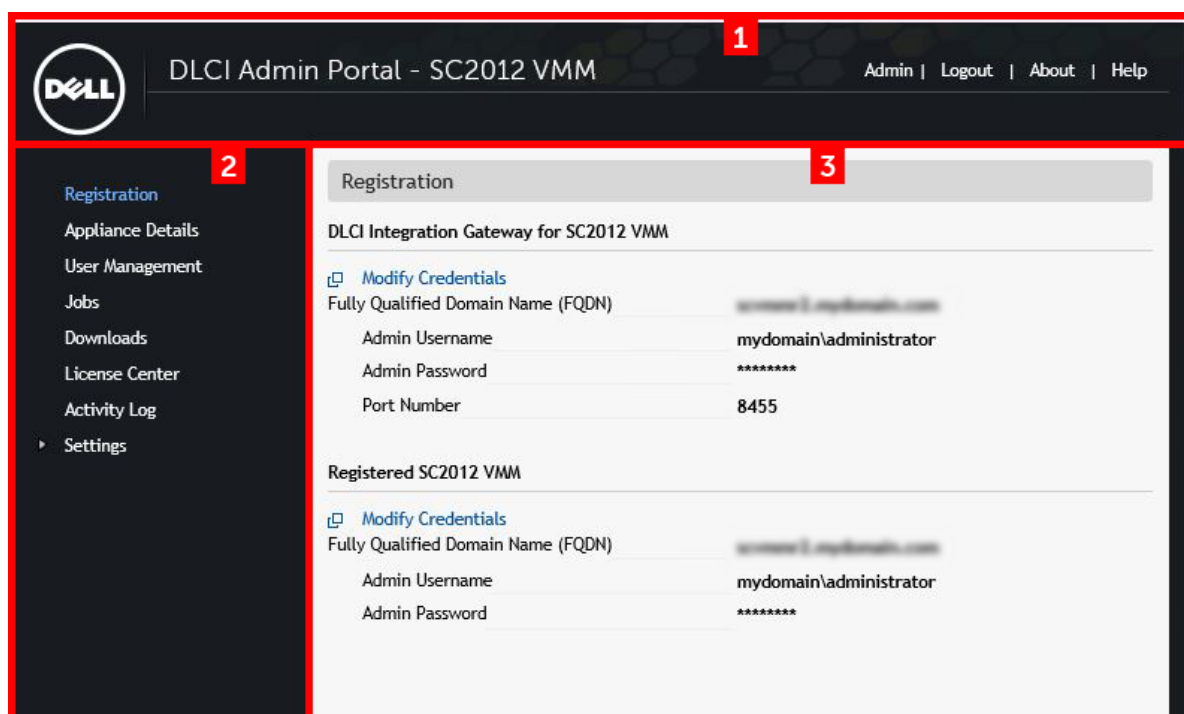 1
DELL
DLCI Admin Portal - SC2012 VMM
Admin | Logout | About | Help
2
Registration
Appliance Details
User Management
Jobs
Downloads
License Center
Activity Log
Settings
3
Registration
DLCI Integration Gateway for SC2012 VMM
Modify Credentials
Fully Qualified Domain Name (FQDN)
Admin Username mydomain\administrator
Admin Password ********
Port Number 8455
Registered SC2012 VMM
Modify Credentials
Fully Qualified Domain Name (FQDN)
Admin Username mydomain\administrator
Admin Password ********